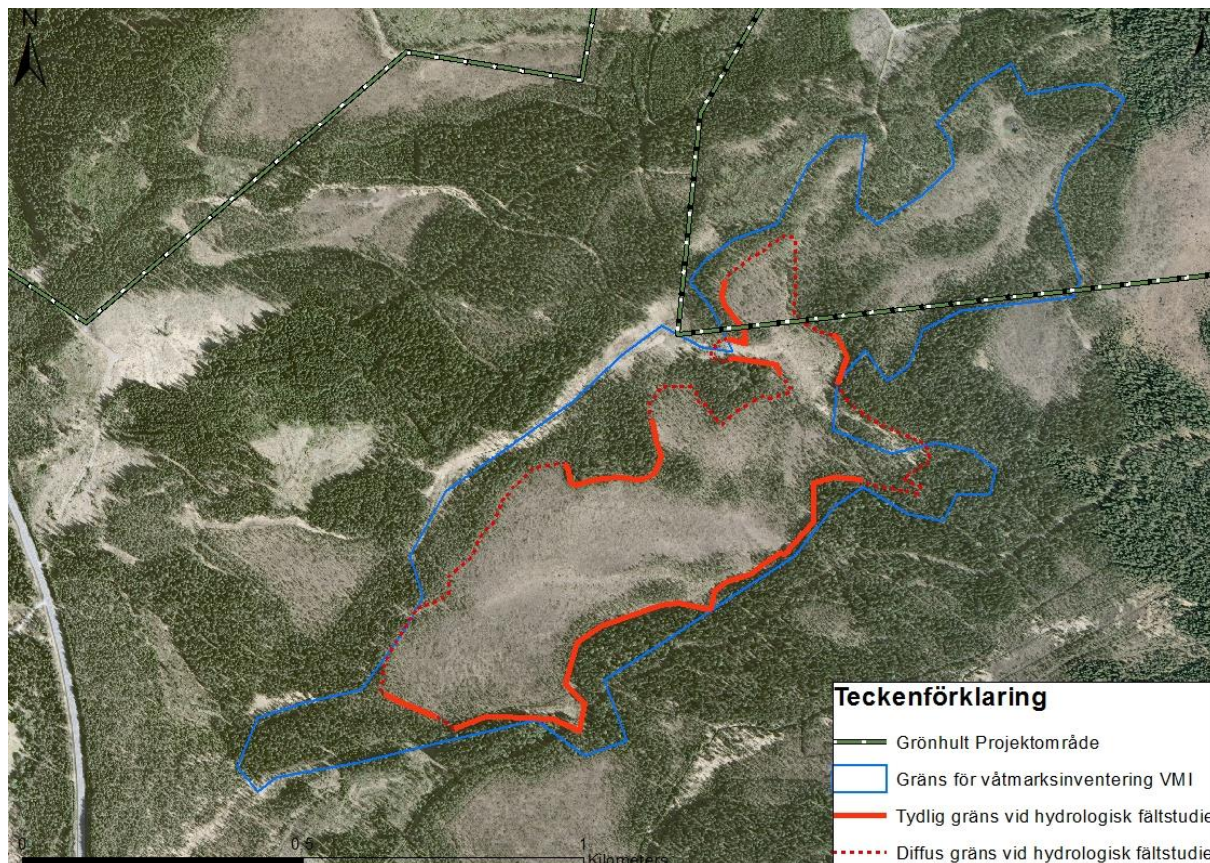 N
Teckenförklaring
Grönhult Projektområde
Gräns för våtmarksinventering VMI
Tydlig gräns vid hydrologisk fältstudie
Diffus gräns vid hydrologisk fältstudie
0 0,5 1
Kilometers